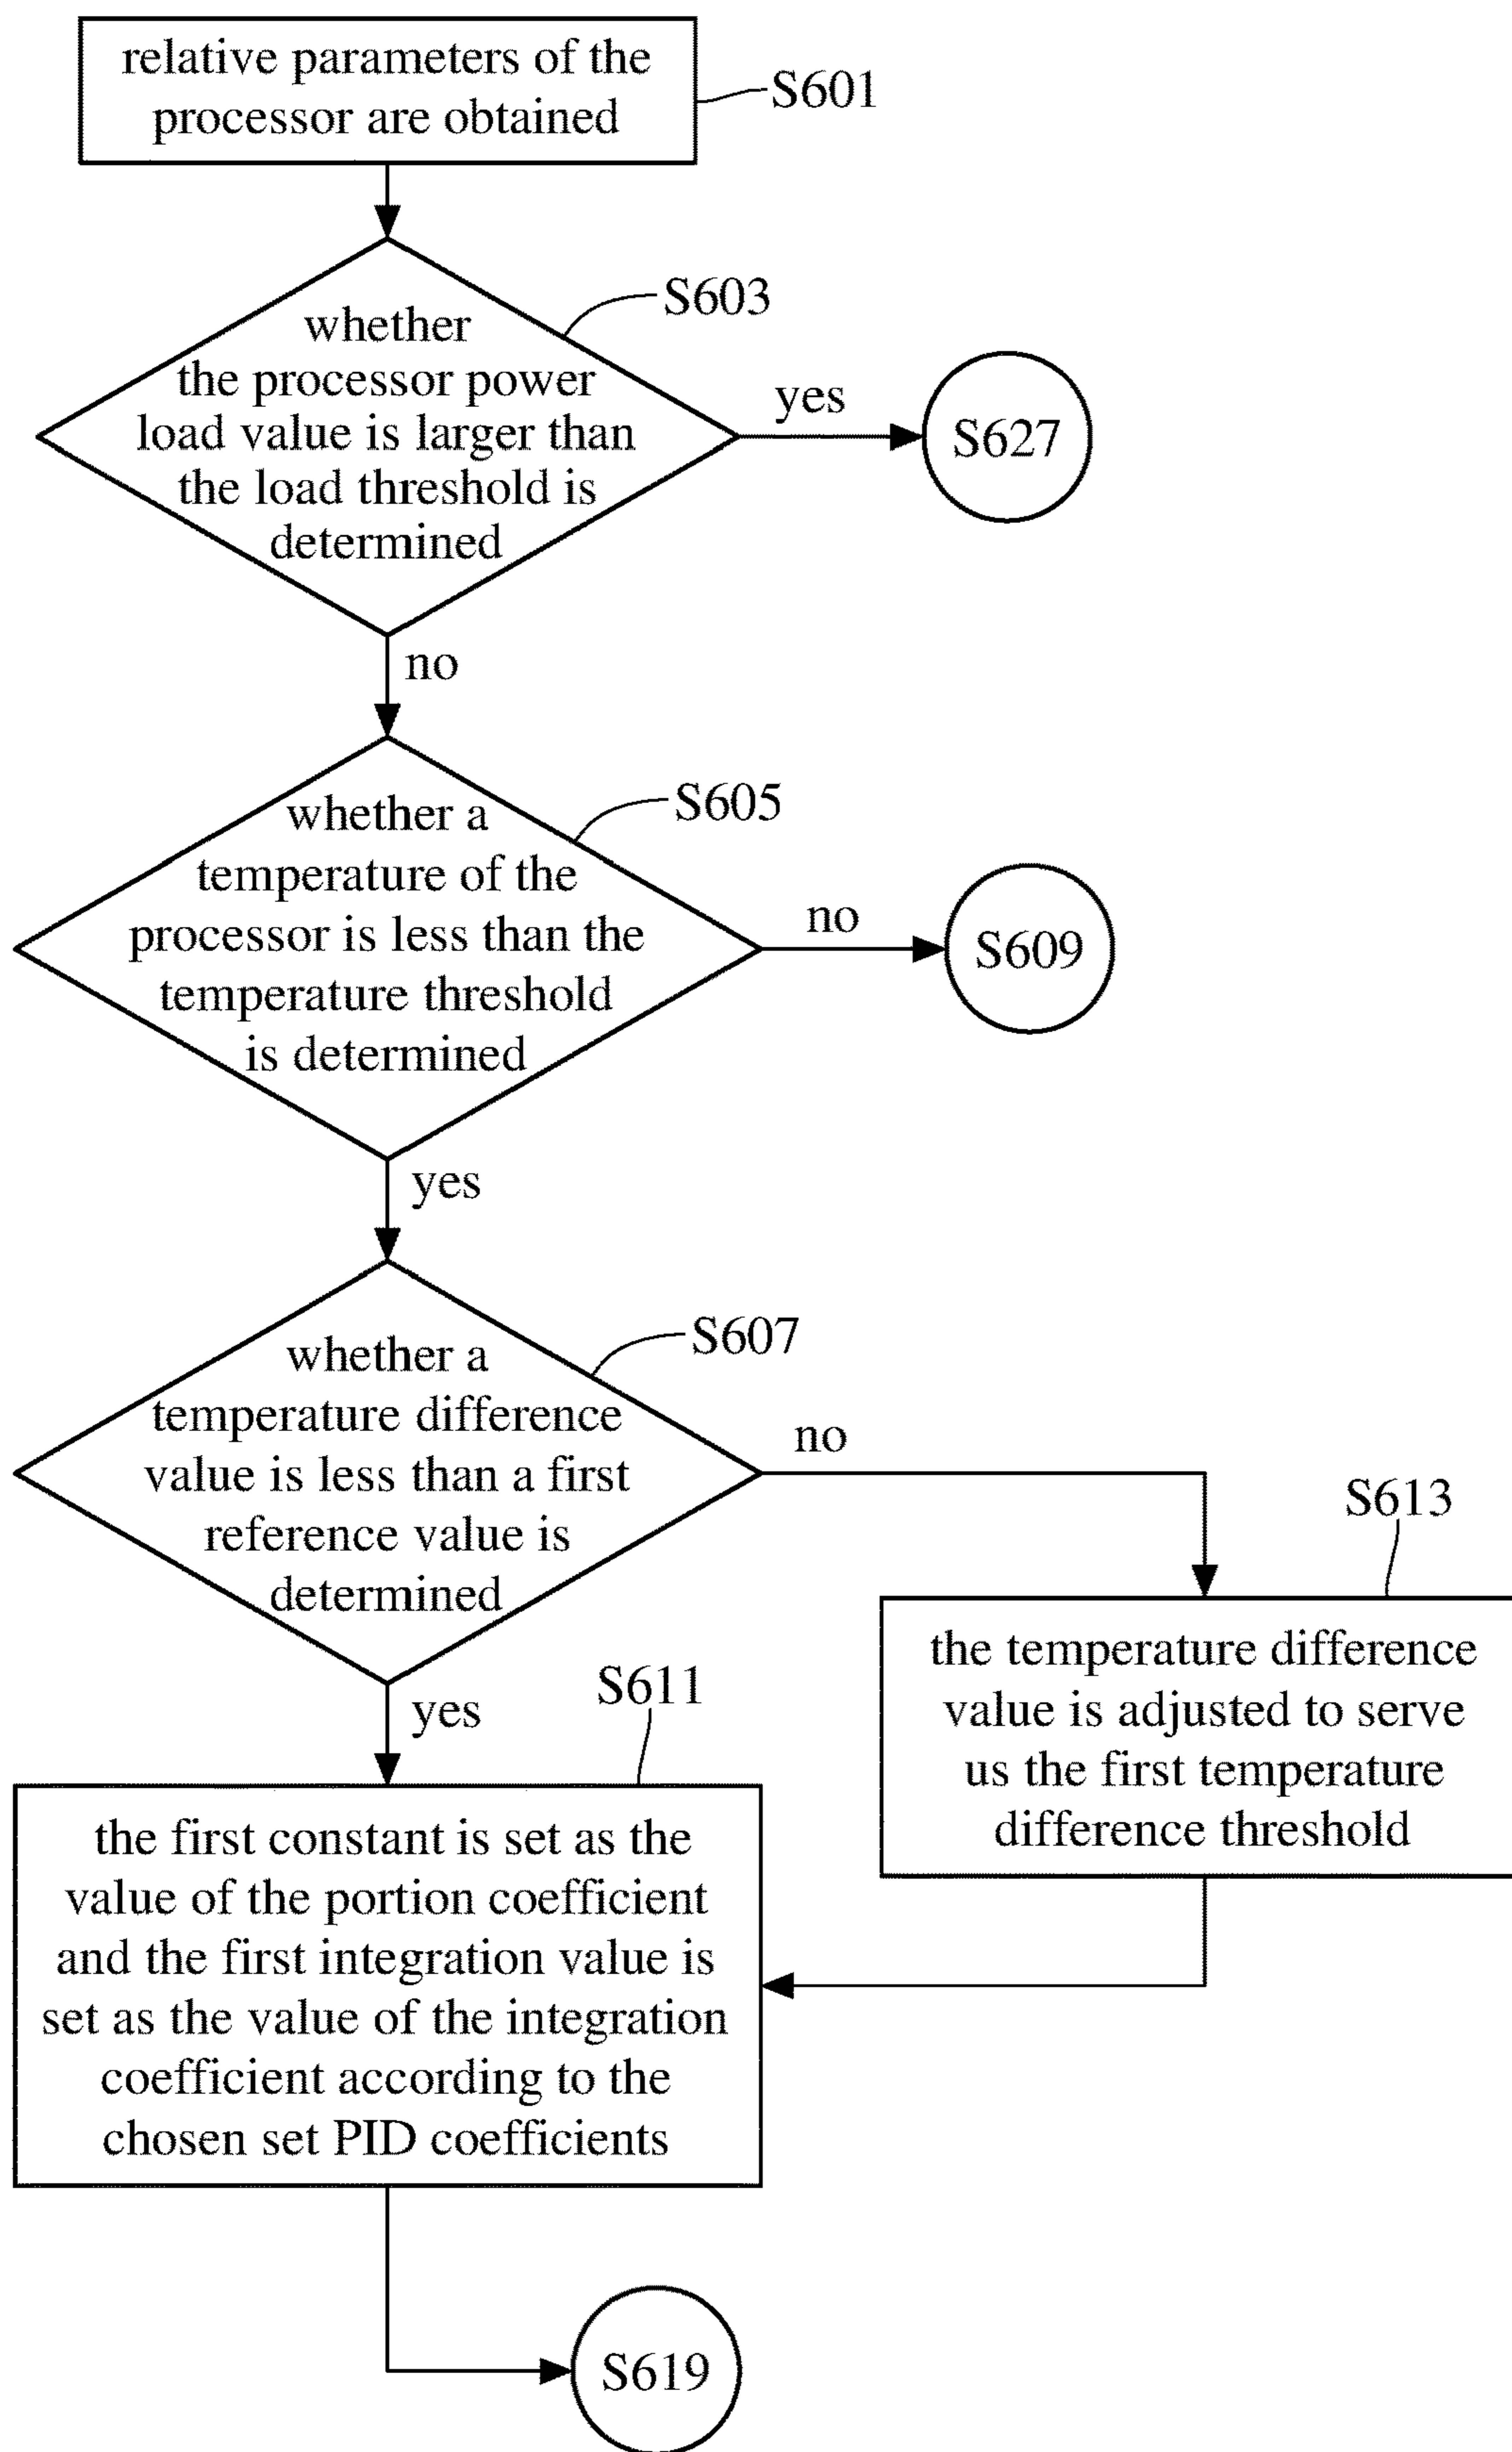 relative parameters of the
processor are obtained
S601
whether
the processor power
load value is larger than
the load threshold is
determined
S603
yes
S627
no
whether a
temperature of the
processor is less than the
temperature threshold
is determined
S605
no
S609
yes
whether a
temperature difference
value is less than a first
reference value is
determined
S607
no
S613
the temperature difference
value is adjusted to serve
us the first temperature
difference threshold
yes
S611
the first constant is set as the
value of the portion coefficient
and the first integration value is
set as the value of the integration
coefficient according to the
chosen set PID coefficients
S619